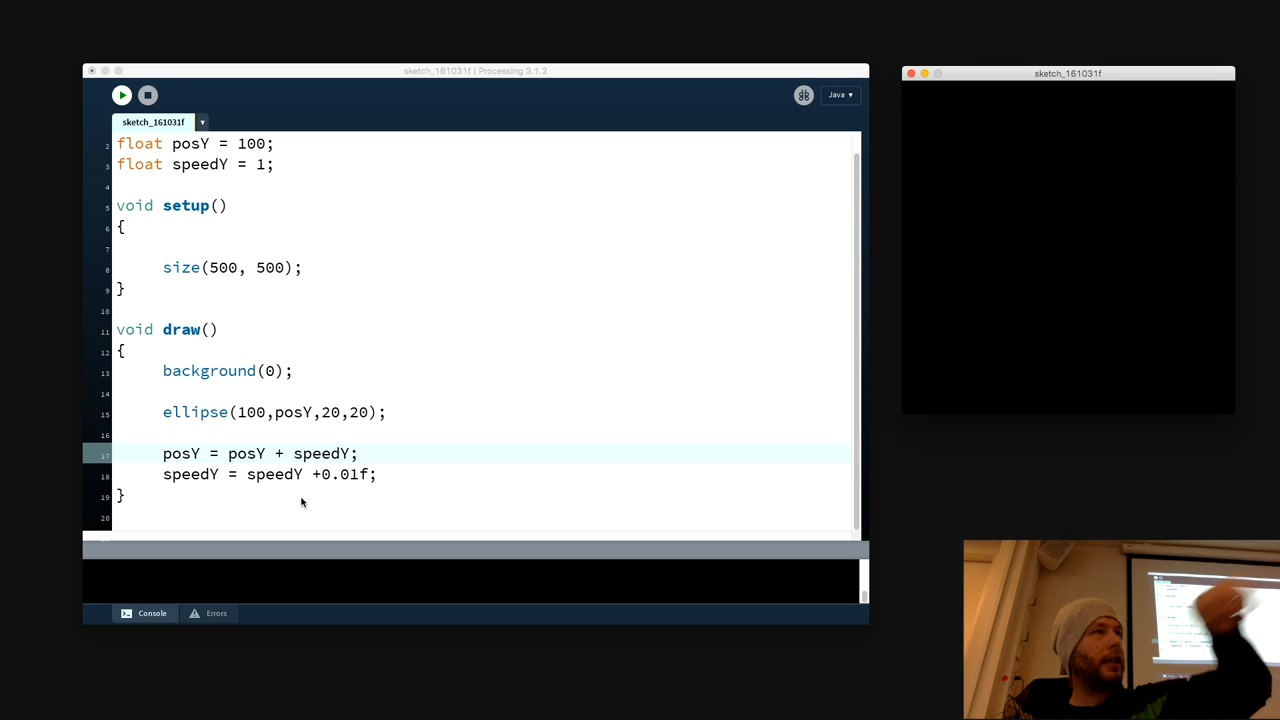 sketch_161031f | Processing 3.1.2
sketch_161031f
Java ▾
sketch_161031f
2 float posY = 100;
3 float speedY = 1;
4
5 void setup()
6 {
7
8 size(500, 500);
9 }
10
11 void draw()
12 {
13 background(0);
14
15 ellipse(100,posY,20,20);
16
17 posY = posY + speedY;
18 speedY = speedY +0.01f;
19 }
20
Console
Errors